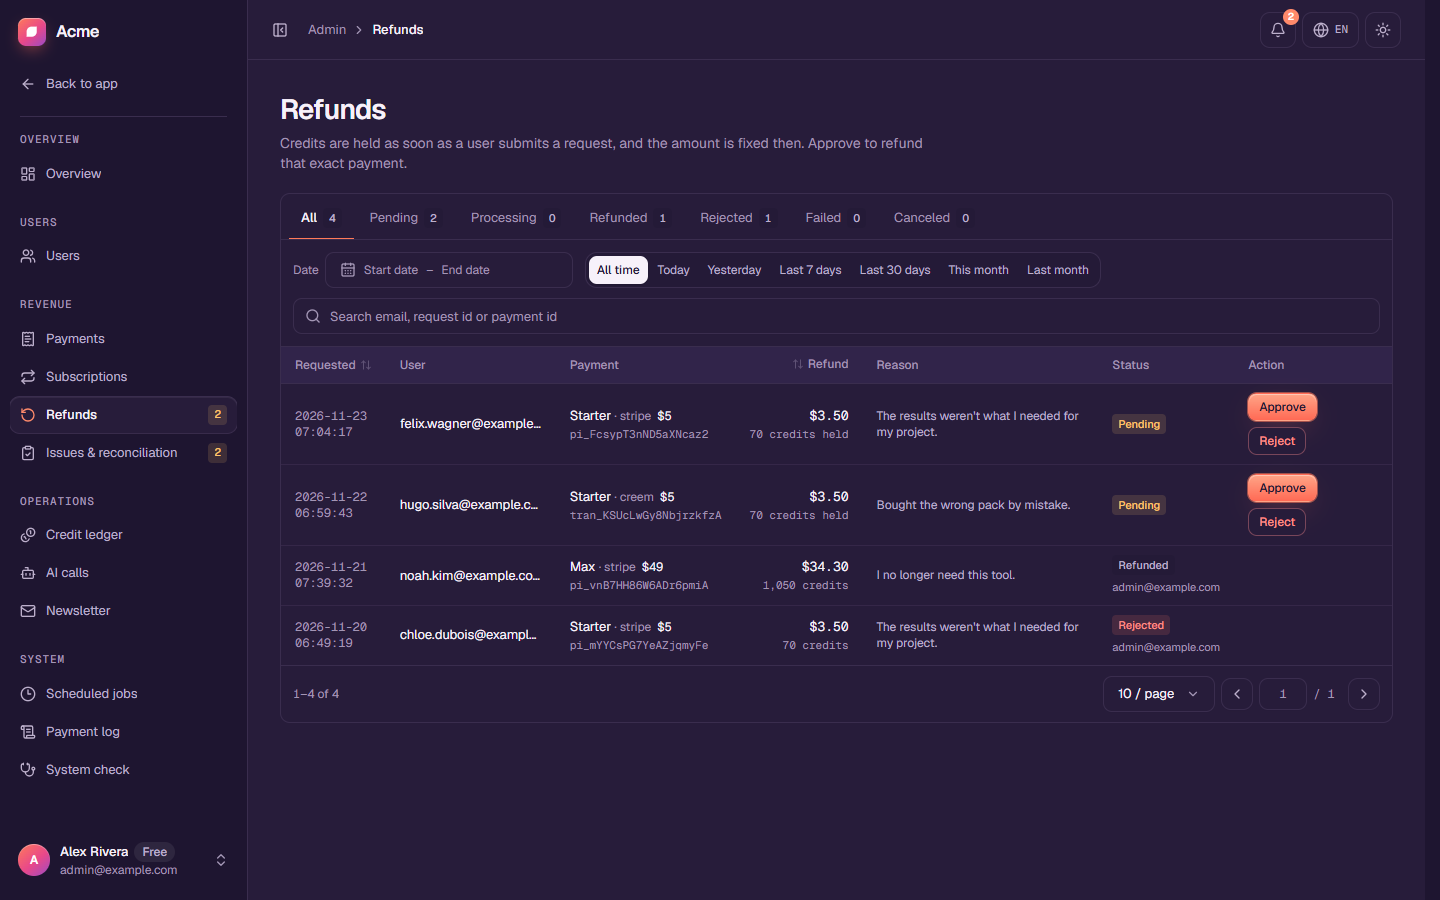 Acme
Back to app
OVERVIEW
Overview
USERS
Users
REVENUE
Payments
Subscriptions
Refunds 2
Issues & reconciliation 2
OPERATIONS
Credit ledger
AI calls
Newsletter
SYSTEM
Scheduled jobs
Payment log
System check
A Alex Rivera Free
admin@example.com
Admin > Refunds
2 EN
Refunds
Credits are held as soon as a user submits a request, and the amount is fixed then. Approve to refund
that exact payment.
All 4 Pending 2 Processing 0 Refunded 1 Rejected 1 Failed 0 Canceled 0
Date Start date – End date All time Today Yesterday Last 7 days Last 30 days This month Last month
Search email, request id or payment id
Requested User Payment Refund Reason Status Action
2026-11-23 07:04:17 felix.wagner@example... Starter · stripe $5 pi_FcsypT3nND5aXNcaz2 $3.50 70 credits held The results weren't what I needed for my project. Pending Approve Reject
2026-11-22 06:59:43 hugo.silva@example.c... Starter · creem $5 tran_KSUcLwGy8NbjrzkfzA $3.50 70 credits held Bought the wrong pack by mistake. Pending Approve Reject
2026-11-21 07:39:32 noah.kim@example.co... Max · stripe $49 pi_vnB7HH86W6ADr6pmiA $34.30 1,050 credits I no longer need this tool. Refunded admin@example.com
2026-11-20 06:49:19 chloe.dubois@exampl... Starter · stripe $5 pi_mYYCsPG7YeAZjqmyFe $3.50 70 credits The results weren't what I needed for my project. Rejected admin@example.com
1–4 of 4 10 / page 1 / 1